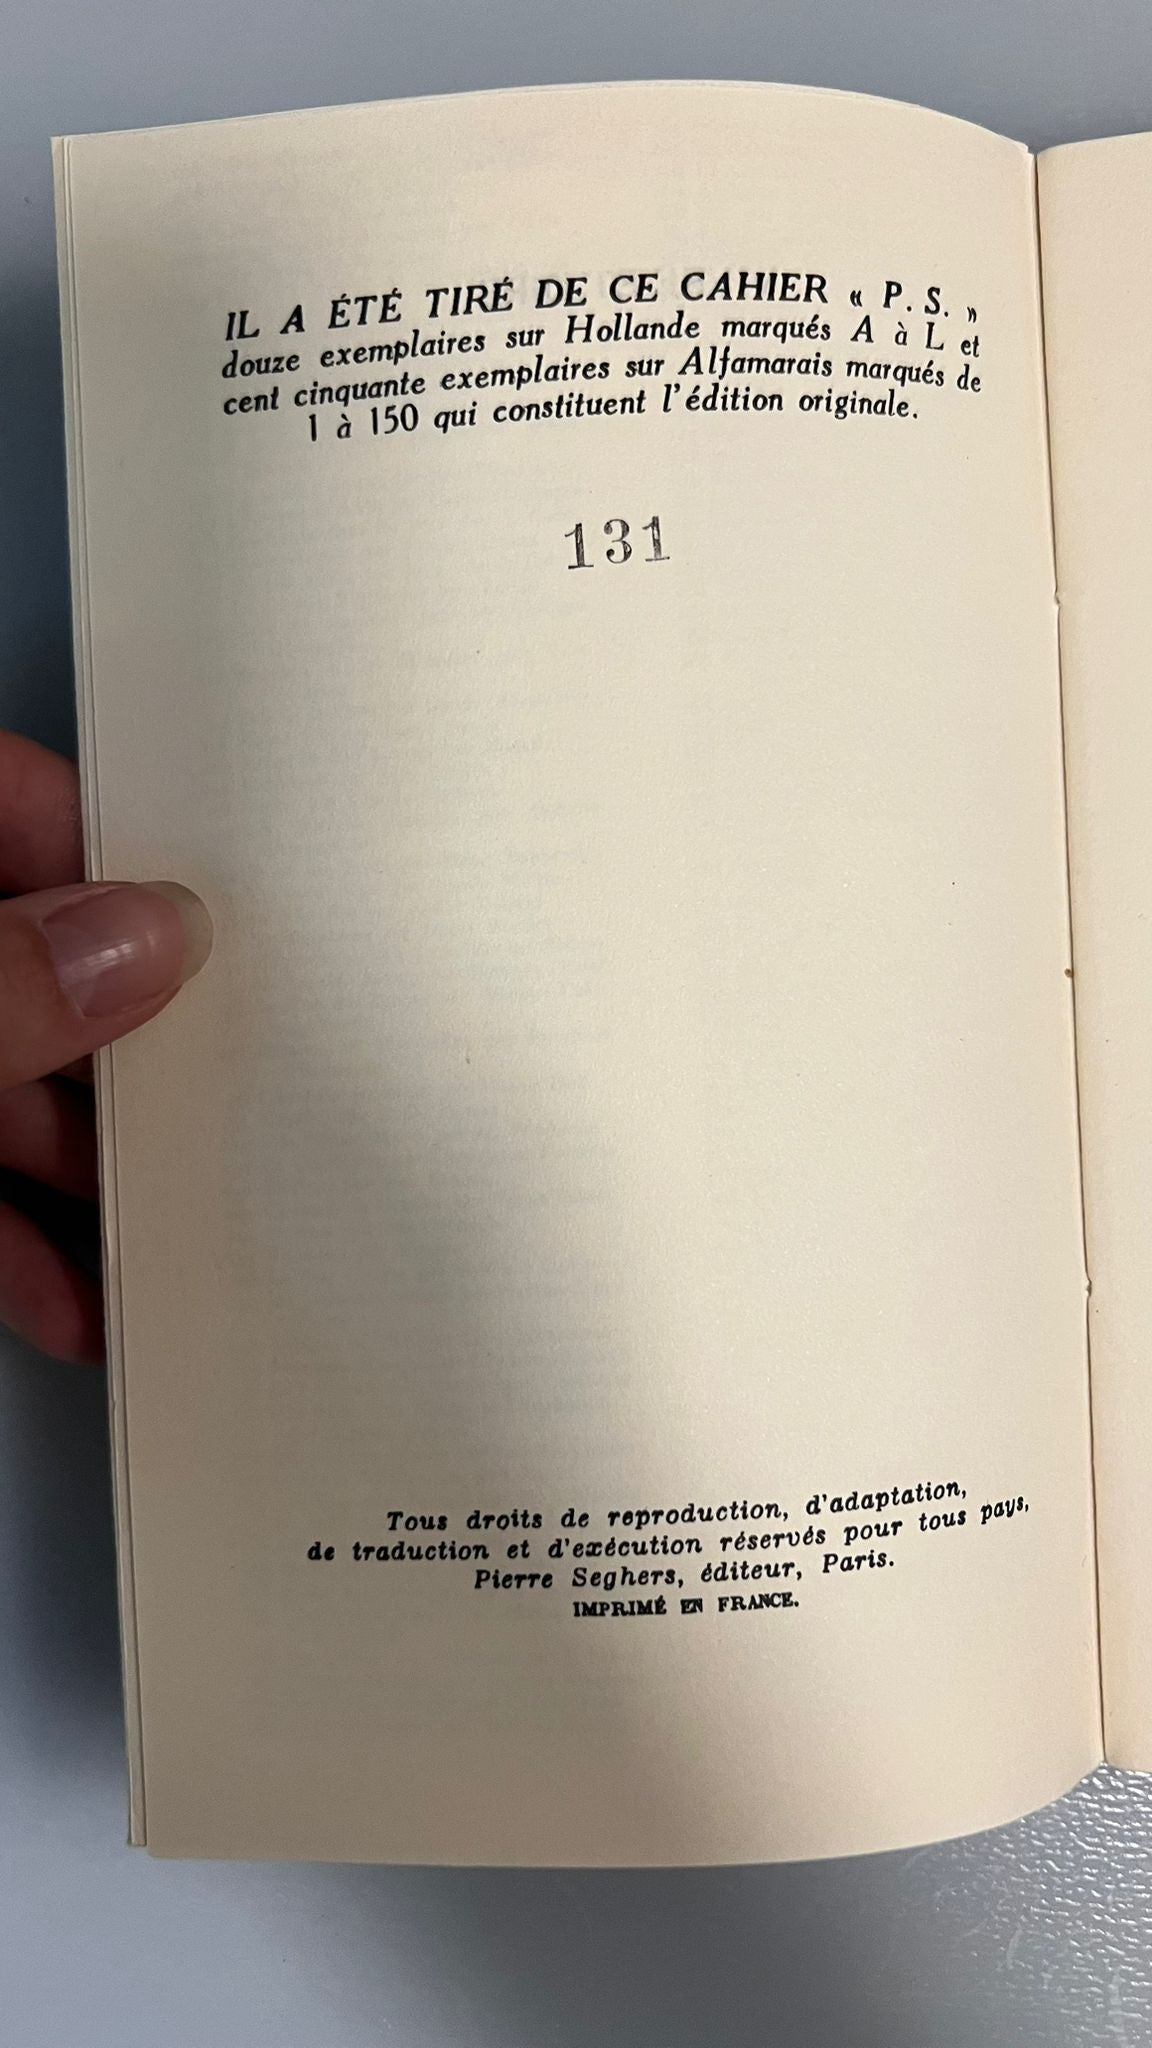 IL A ÉTÉ TIRÉ DE CE CAHIER « P. S. »
douze exemplaires sur Hollande marqués A à L et
cent cinquante exemplaires sur Alfamarais marqués de
1 à 150 qui constituent l'édition originale.
131
Tous droits de reproduction, d'adaptation,
de traduction et d'exécution réservés pour tous pays,
Pierre Seghers, éditeur, Paris.
IMPRIMÉ EN FRANCE.